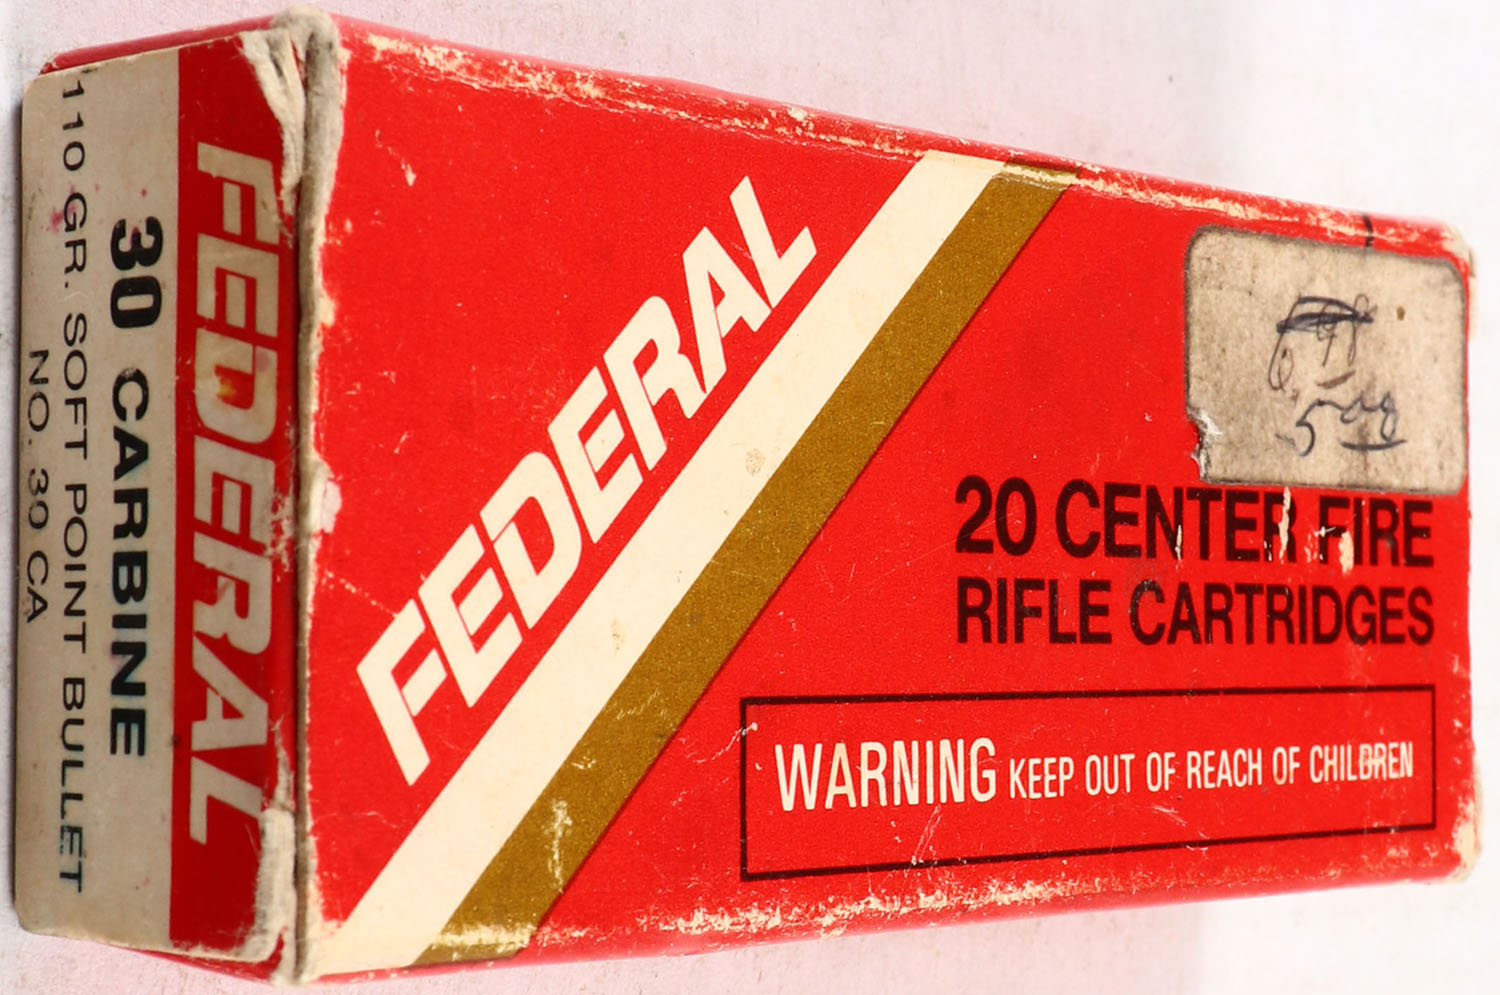 FEDERAL
20 CENTER FIRE
RIFLE CARTRIDGES
WARNING KEEP OUT OF REACH OF CHILDREN
FEDERAL
30 CARBINE
110 GR. SOFT POINT BULLET
NO. 30 CA